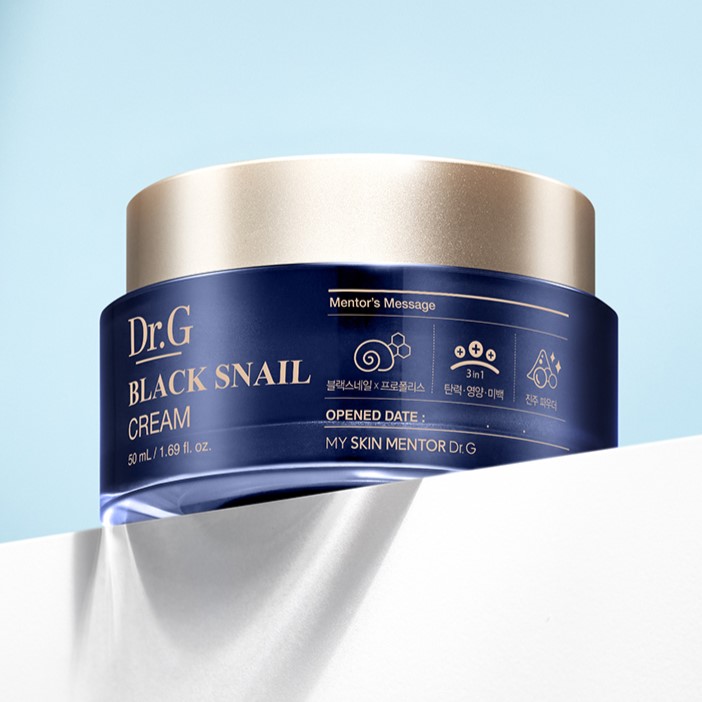 Dr.G
BLACK SNAIL
CREAM
50 mL / 1.69 fl. oz.
Mentor's Message
블랙스네일 x 프로폴리스
3 in 1
탄력·영양·미백
진주 파우더
OPENED DATE :
MY SKIN MENTOR Dr.G